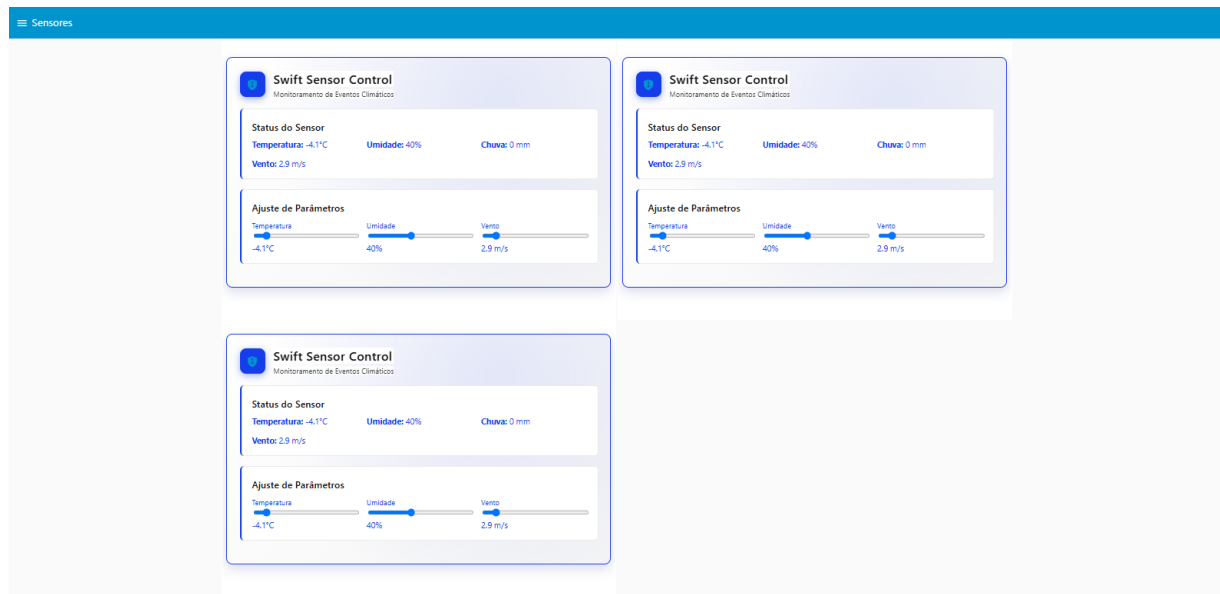 Sensores
Swift Sensor Control
Monitoramento de Eventos Climáticos
Status do Sensor
Temperatura: -4.1°C Umidade: 40% Chuva: 0 mm
Vento: 2.9 m/s
Ajuste de Parâmetros
Temperatura Umidade Vento
-4.1°C 40% 2.9 m/s
Swift Sensor Control
Monitoramento de Eventos Climáticos
Status do Sensor
Temperatura: -4.1°C Umidade: 40% Chuva: 0 mm
Vento: 2.9 m/s
Ajuste de Parâmetros
Temperatura Umidade Vento
-4.1°C 40% 2.9 m/s
Swift Sensor Control
Monitoramento de Eventos Climáticos
Status do Sensor
Temperatura: -4.1°C Umidade: 40% Chuva: 0 mm
Vento: 2.9 m/s
Ajuste de Parâmetros
Temperatura Umidade Vento
-4.1°C 40% 2.9 m/s